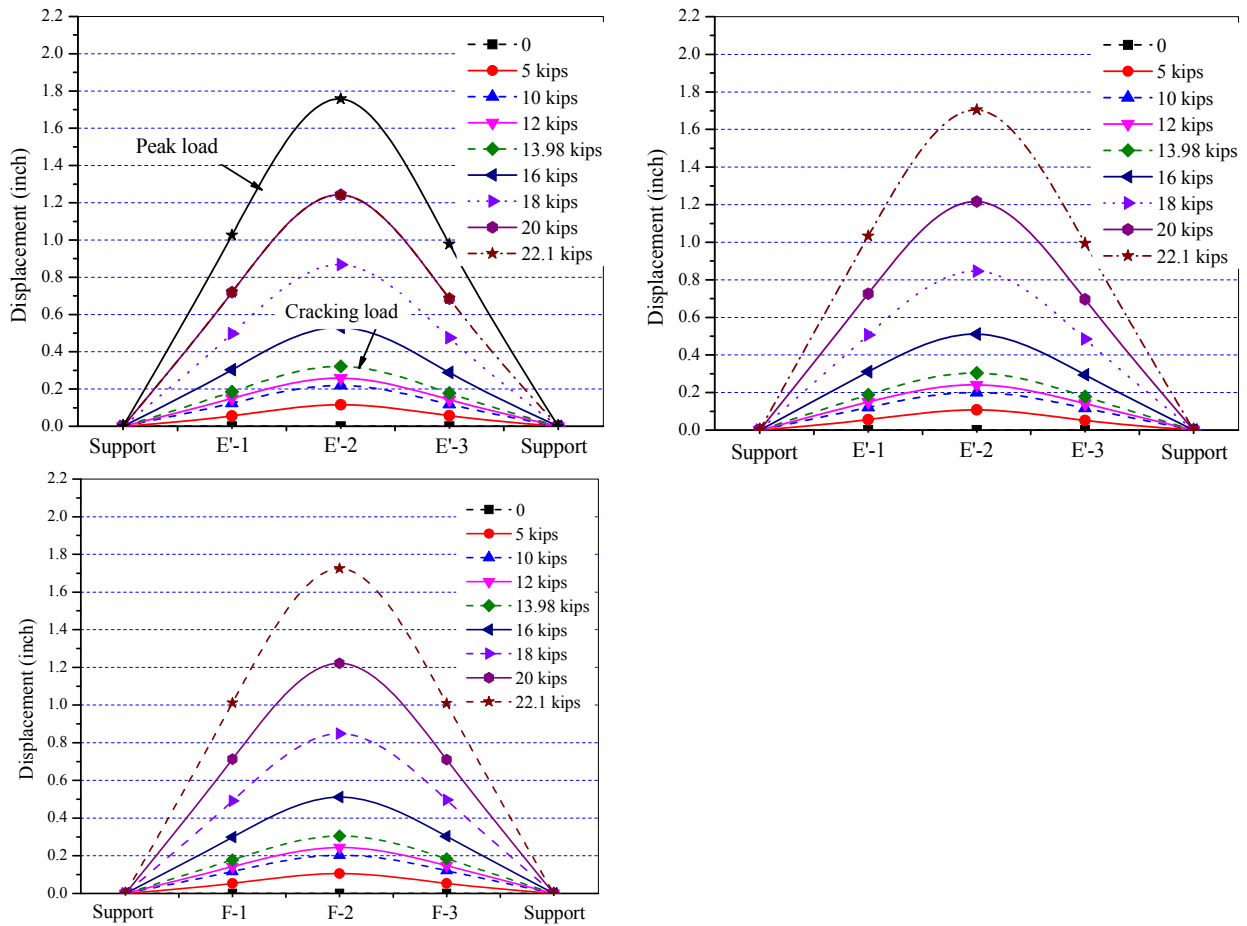 Displacement (inch)
2.2
2.0
1.8
1.6
1.4
1.2
1.0
0.8
0.6
0.4
0.2
0.0
Peak load
Cracking load
0
5 kips
10 kips
12 kips
13.98 kips
16 kips
18 kips
20 kips
22.1 kips
Support E'-1 E'-2 E'-3 Support
Displacement (inch)
2.2
2.0
1.8
1.6
1.4
1.2
1.0
0.8
0.6
0.4
0.2
0.0
0
5 kips
10 kips
12 kips
13.98 kips
16 kips
18 kips
20 kips
22.1 kips
Support E'-1 E'-2 E'-3 Support
Displacement (inch)
2.2
2.0
1.8
1.6
1.4
1.2
1.0
0.8
0.6
0.4
0.2
0.0
0
5 kips
10 kips
12 kips
13.98 kips
16 kips
18 kips
20 kips
22.1 kips
Support F-1 F-2 F-3 Support